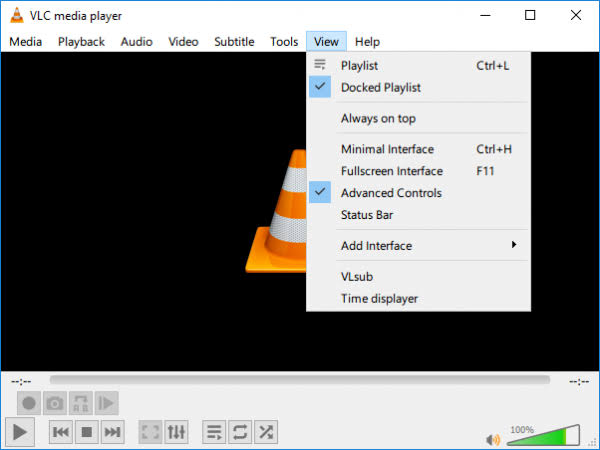 VLC media player
Media Playback Audio Video Subtitle Tools View Help
Playlist Ctrl+L
Docked Playlist
Always on top
Minimal Interface Ctrl+H
Fullscreen Interface F11
Advanced Controls
Status Bar
Add Interface
VLsub
Time displayer
--:-- --:--
A B
100%